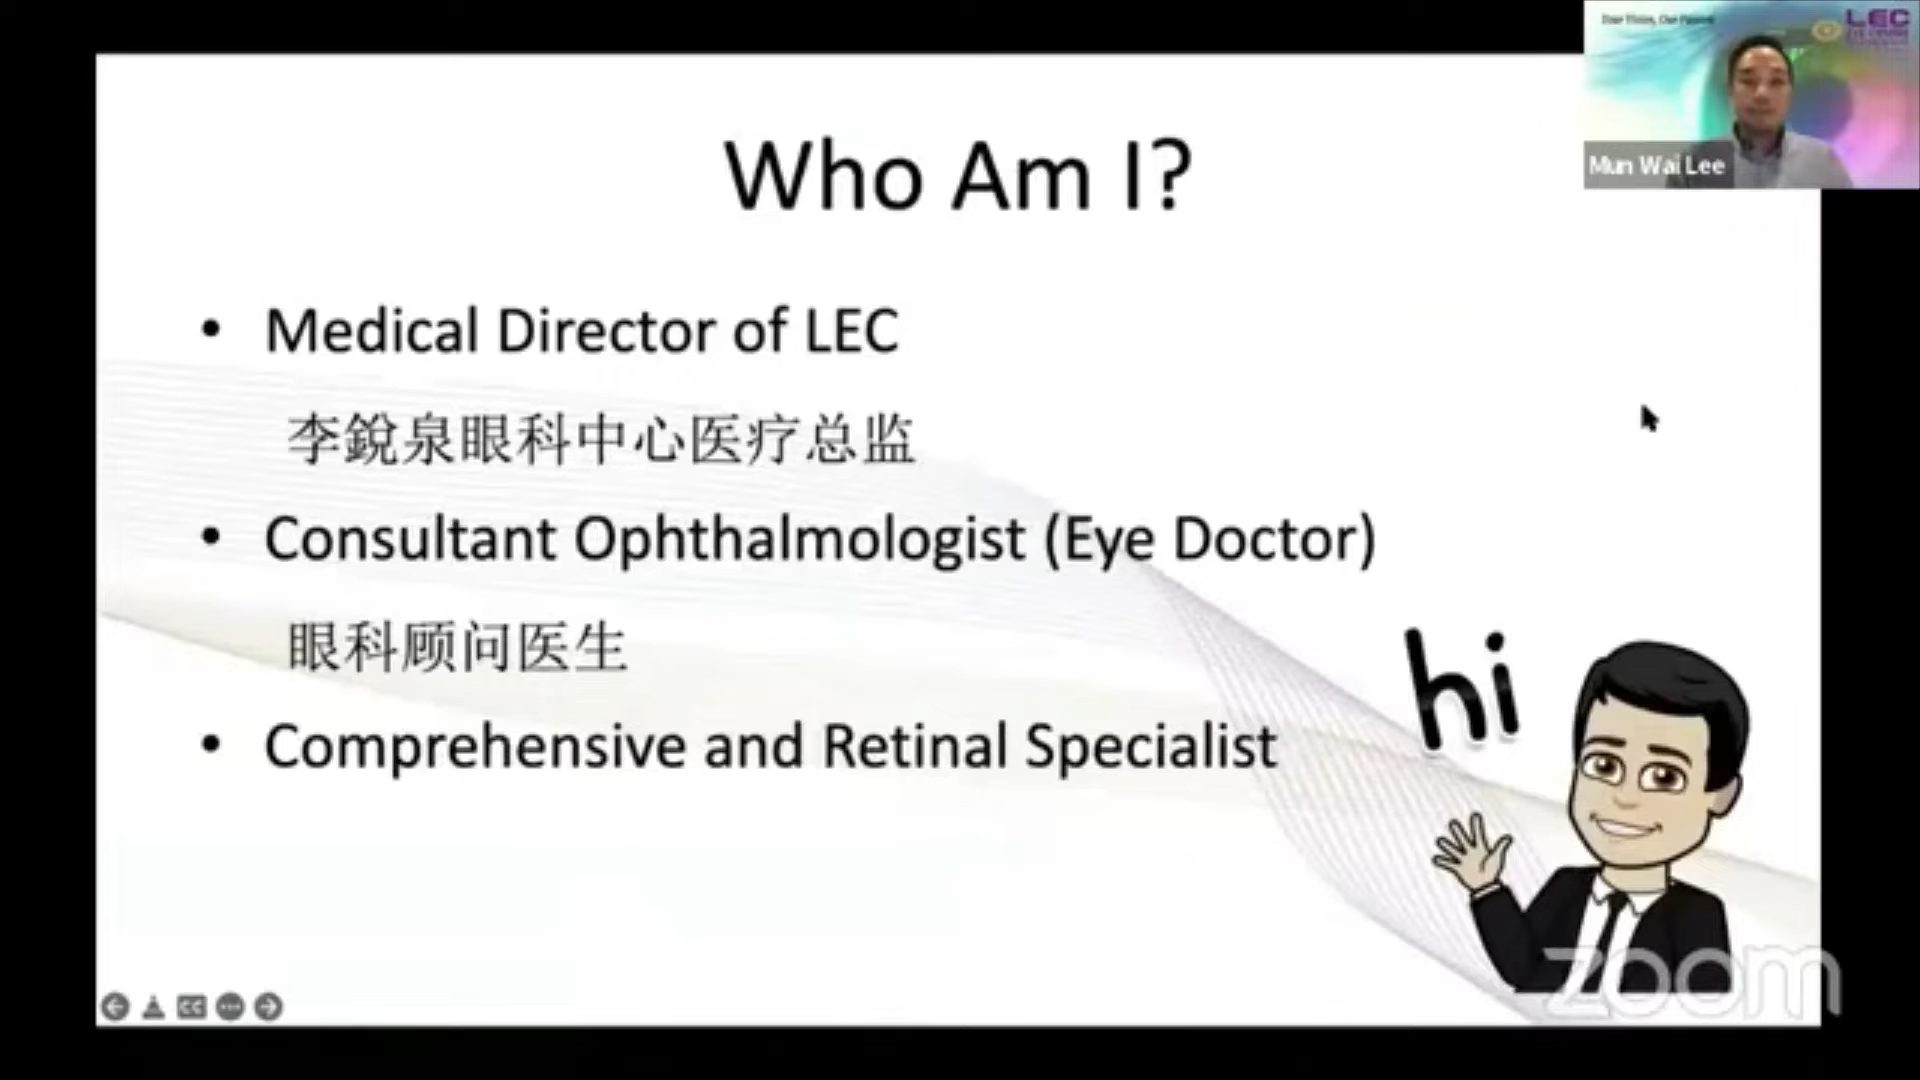 Who Am I?
• Medical Director of LEC
李銳泉眼科中心医疗总监
• Consultant Ophthalmologist (Eye Doctor)
眼科顾问医生
• Comprehensive and Retinal Specialist
hi
LEC
Mun Wai Lee
zoom